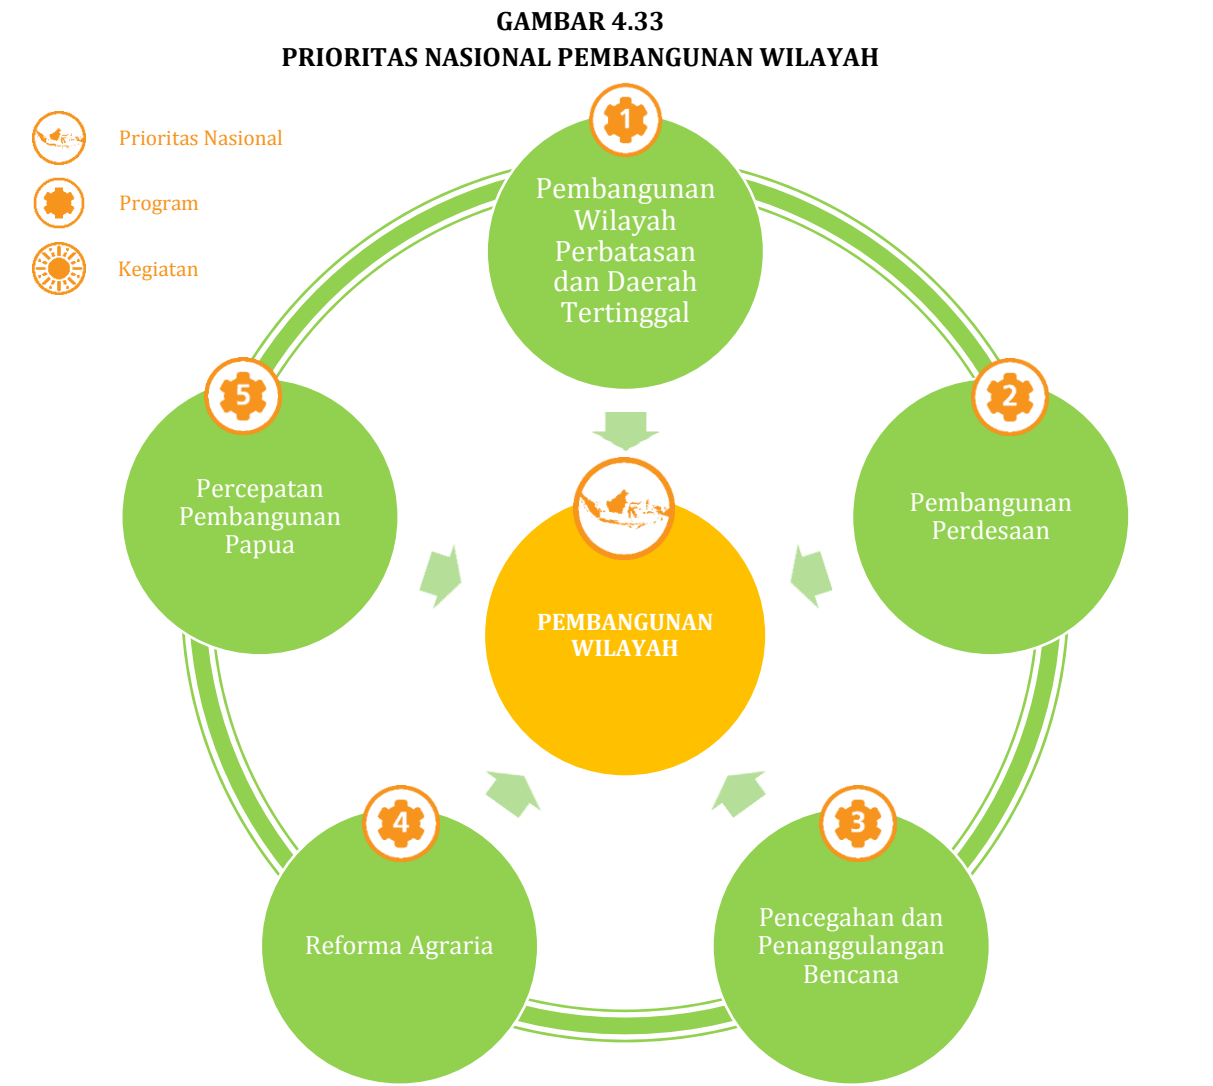 GAMBAR 4.33
PRIORITAS NASIONAL PEMBANGUNAN WILAYAH
Prioritas Nasional
Program
Kegiatan
1
Pembangunan
Wilayah
Perbatasan
dan Daerah
Tertinggal
2
Pembangunan
Perdesaan
3
Pencegahan dan
Penanggulangan
Bencana
4
Reforma Agraria
5
Percepatan
Pembangunan
Papua
PEMBANGUNAN
WILAYAH